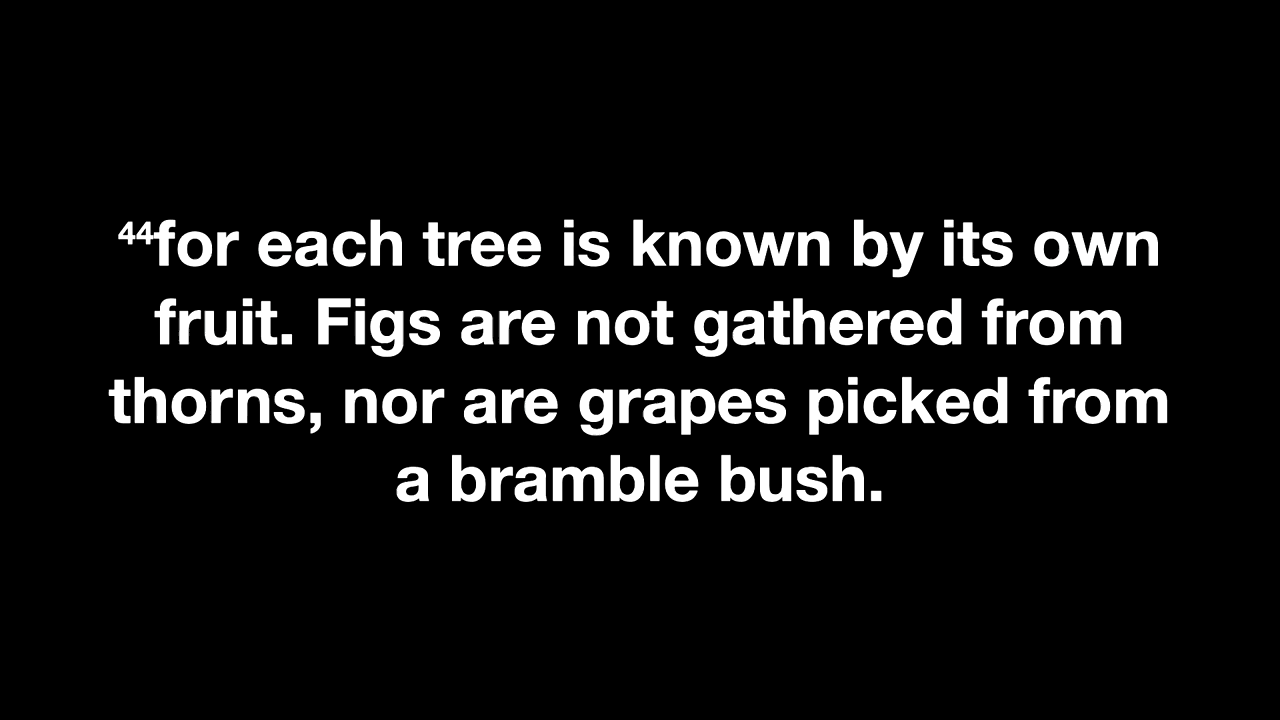 ⁴⁴for each tree is known by its own
fruit. Figs are not gathered from
thorns, nor are grapes picked from
a bramble bush.